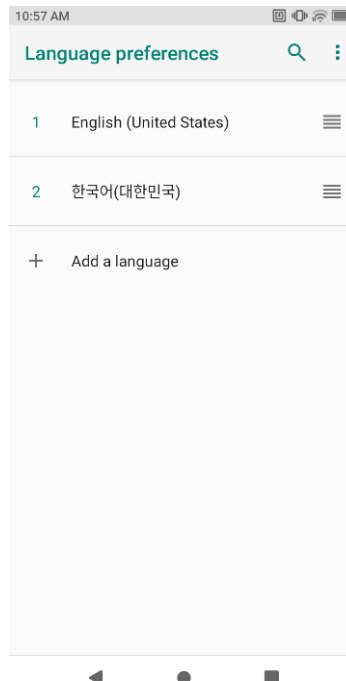 10:57 AM
Language preferences
1 English (United States)
2 한국어(대한민국)
Add a language